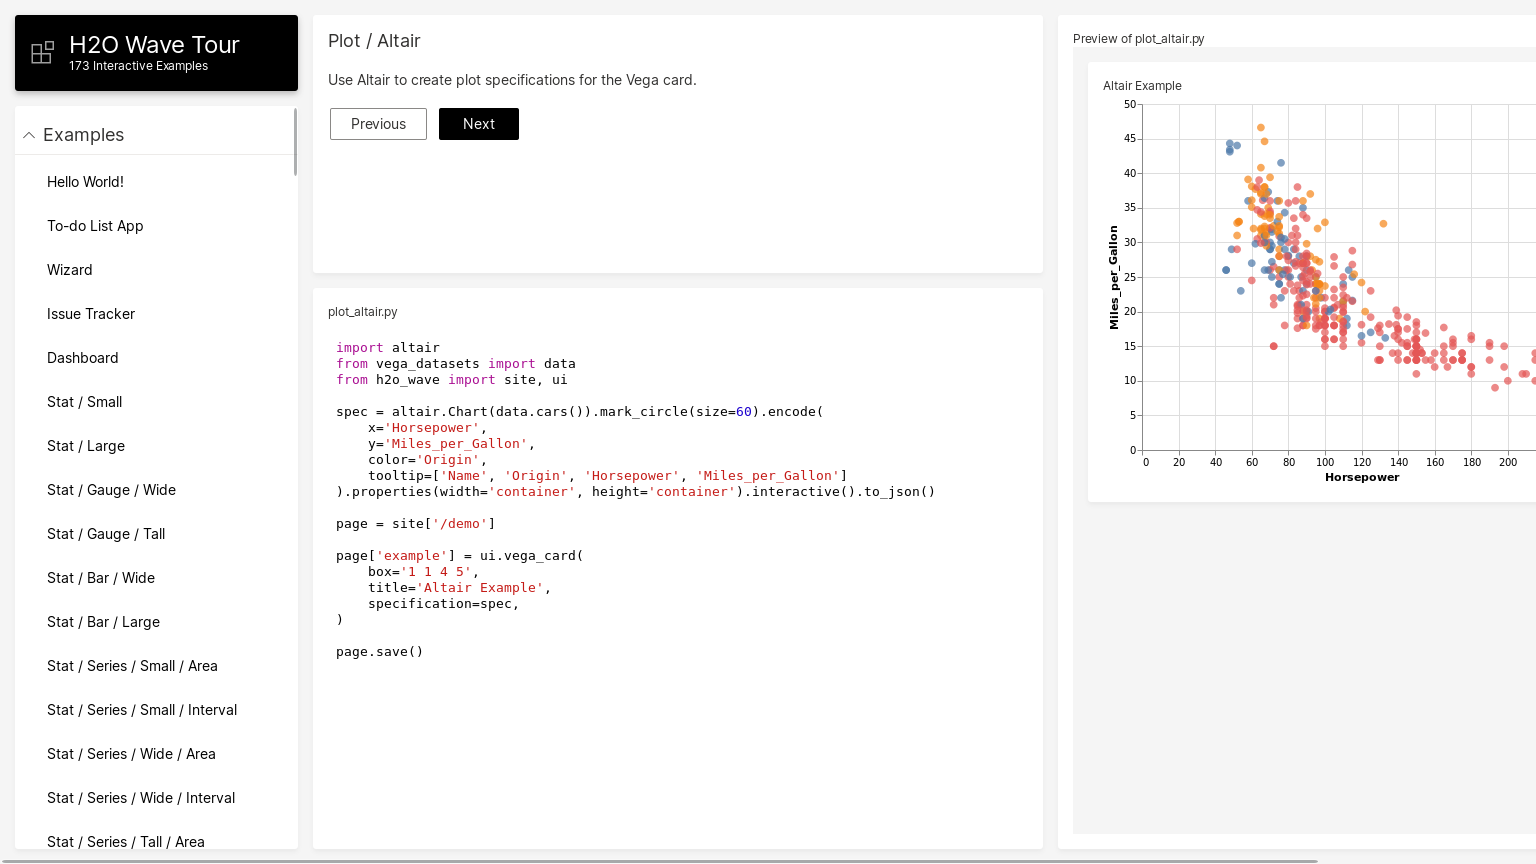 H2O Wave Tour
173 Interactive Examples
Examples
Hello World!
To-do List App
Wizard
Issue Tracker
Dashboard
Stat / Small
Stat / Large
Stat / Gauge / Wide
Stat / Gauge / Tall
Stat / Bar / Wide
Stat / Bar / Large
Stat / Series / Small / Area
Stat / Series / Small / Interval
Stat / Series / Wide / Area
Stat / Series / Wide / Interval
Stat / Series / Tall / Area
Plot / Altair
Use Altair to create plot specifications for the Vega card.
Previous
Next
plot_altair.py
import altair
from vega_datasets import data
from h2o_wave import site, ui
spec = altair.Chart(data.cars()).mark_circle(size=60).encode(
    x='Horsepower',
    y='Miles_per_Gallon',
    color='Origin',
    tooltip=['Name', 'Origin', 'Horsepower', 'Miles_per_Gallon']
).properties(width='container', height='container').interactive().to_json()
page = site['/demo']
page['example'] = ui.vega_card(
    box='1 1 4 5',
    title='Altair Example',
    specification=spec,
)
page.save()
Preview of plot_altair.py
Altair Example
50
45
40
35
30
25
20
15
10
5
0
Miles_per_Gallon
0 20 40 60 80 100 120 140 160 180 200
Horsepower